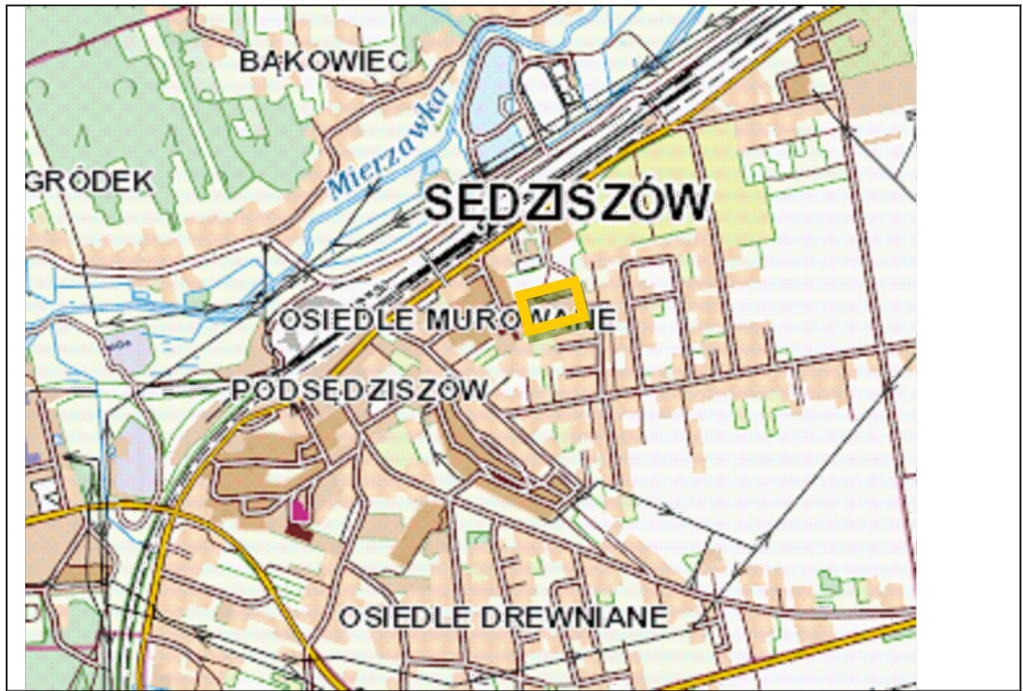 BĄKOWIEC
Mierzawka
GRÓDEK
SĘDZISZÓW
OSIEDLE MUROWANE
PODSĘDZISZÓW
OSIEDLE DREWNIANE